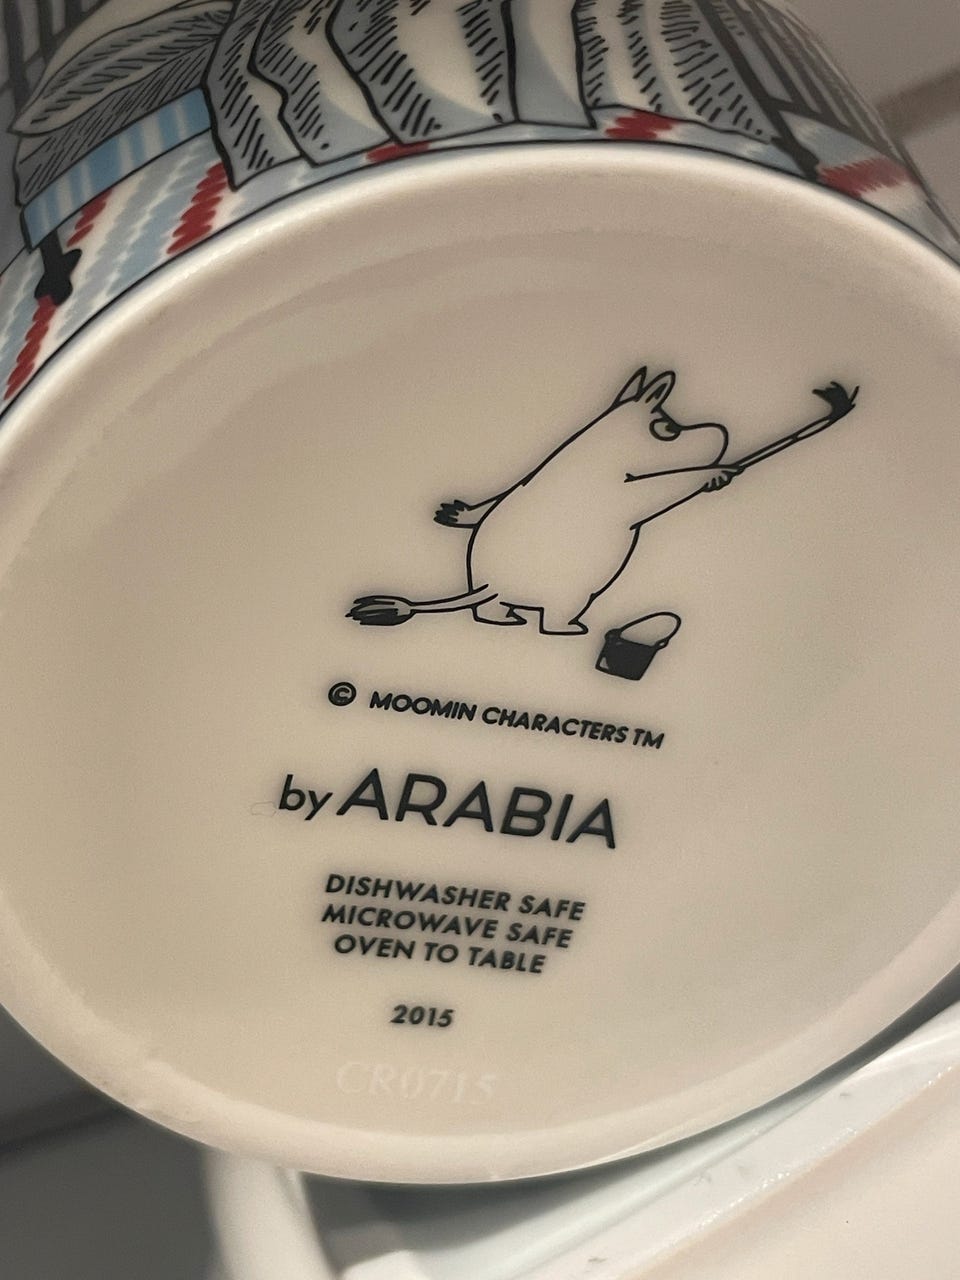 © MOOMIN CHARACTERS TM
by ARABIA
DISHWASHER SAFE
MICROWAVE SAFE
OVEN TO TABLE
2015
CR0715